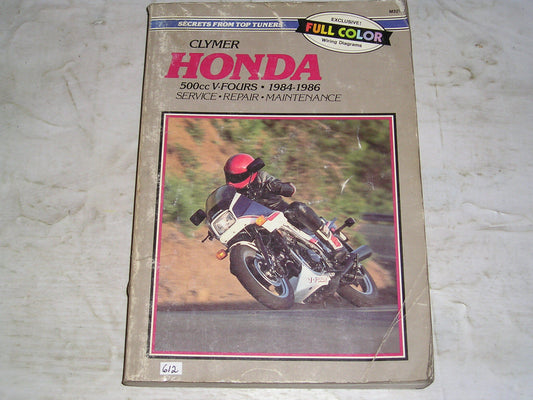 SECRETS FROM TOP TUNERS
EXCLUSIVE!
FULL COLOR
Wiring Diagrams
CLYMER
HONDA
500cc V-FOURS • 1984-1986
SERVICE • REPAIR • MAINTENANCE
612